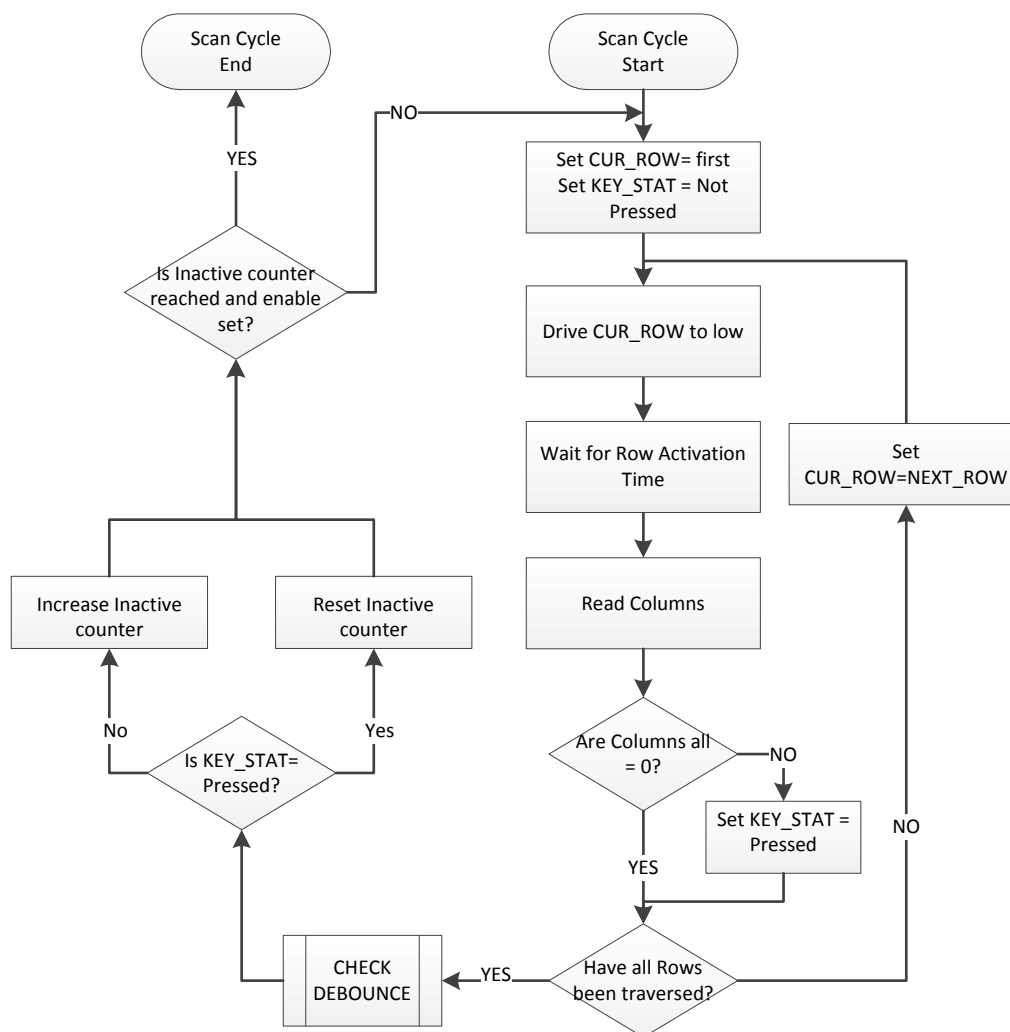 Scan Cycle
End
Scan Cycle
Start
NO
YES
Set CUR_ROW= first
Set KEY_STAT = Not
Pressed
Is Inactive counter
reached and enable
set?
Drive CUR_ROW to low
Wait for Row Activation
Time
Set
CUR_ROW=NEXT_ROW
Increase Inactive
counter
Reset Inactive
counter
Read Columns
No
Yes
Is KEY_STAT=
Pressed?
Are Columns all
= 0?
NO
Set KEY_STAT =
Pressed
NO
YES
CHECK
DEBOUNCE
YES
Have all Rows
been traversed?